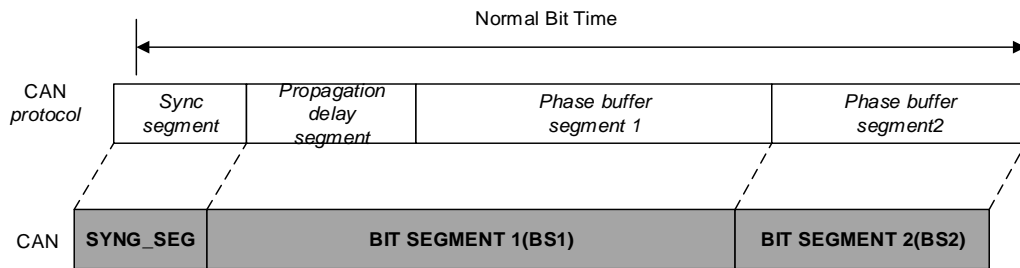 Normal Bit Time
CAN
protocol
Sync
segment
Propagation
delay
segment
Phase buffer
segment 1
Phase buffer
segment2
CAN
SYNG_SEG
BIT SEGMENT 1(BS1)
BIT SEGMENT 2(BS2)